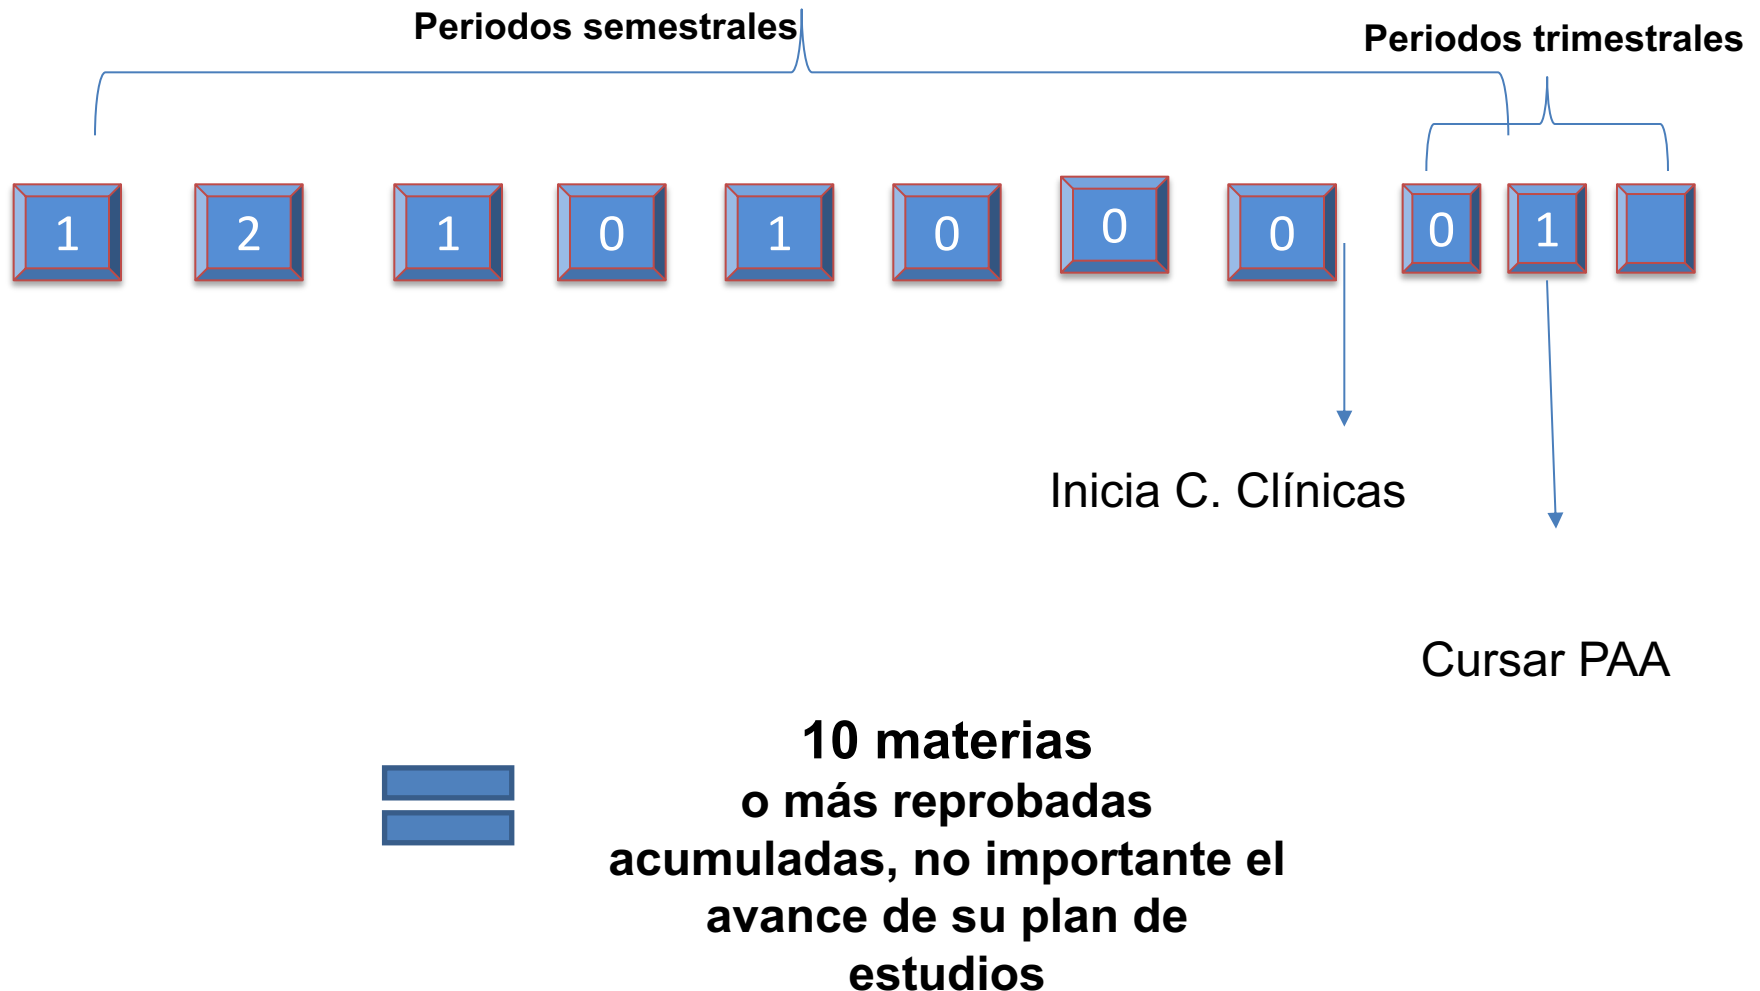 Periodos semestrales
Periodos trimestrales
1 2 1 0 1 0 0 0 0 1
Inicia C. Clínicas
Cursar PAA
10 materias
o más reprobadas
acumuladas, no importante el
avance de su plan de
estudios